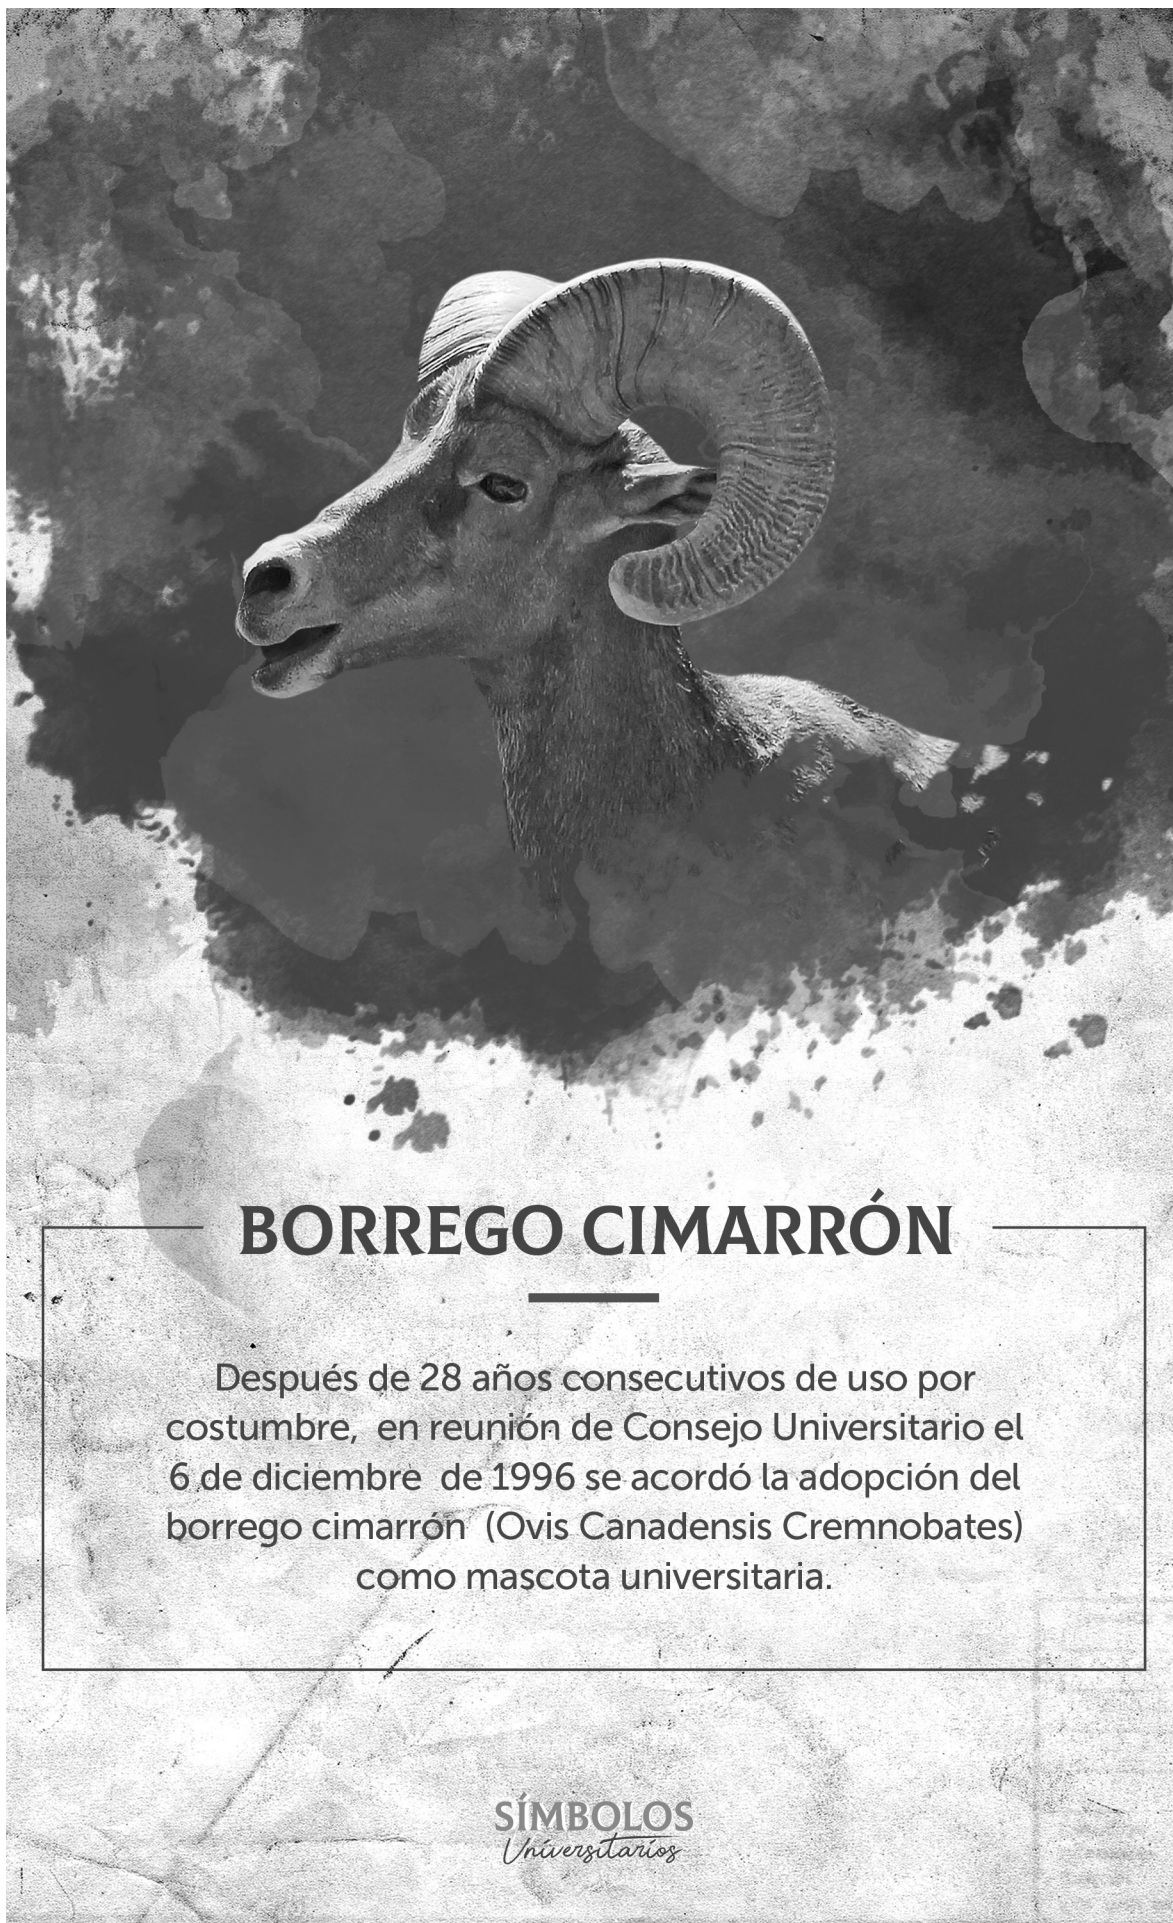 BORREGO CIMARRÓN
Después de 28 años consecutivos de uso por
costumbre, en reunión de Consejo Universitario el
6 de diciembre de 1996 se acordó la adopción del
borrego cimarrón (Ovis Canadensis Cremnobates)
como mascota universitaria.
SÍMBOLOS
Universitarios